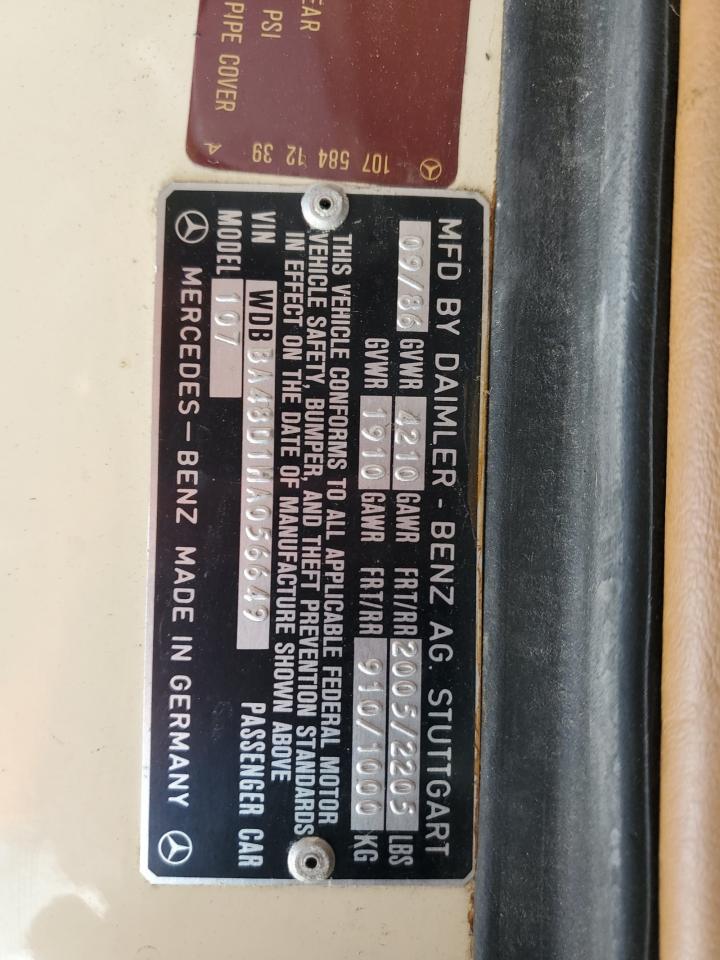 EAR
PSI
PIPE COVER
107 584 12 39 A
MFD BY DAIMLER - BENZ AG. STUTTGART
09/86 GVWR 4210 GAWR FRT/RR 2005/2205 LBS
GVWR 1910 GAWR FRT/RR 910/1000 KG
THIS VEHICLE CONFORMS TO ALL APPLICABLE FEDERAL MOTOR
VEHICLE SAFETY, BUMPER, AND THEFT PREVENTION STANDARDS
IN EFFECT ON THE DATE OF MANUFACTURE SHOWN ABOVE
VIN WDBBA48D1HA056649 PASSENGER CAR
MODEL 107
MERCEDES-BENZ MADE IN GERMANY